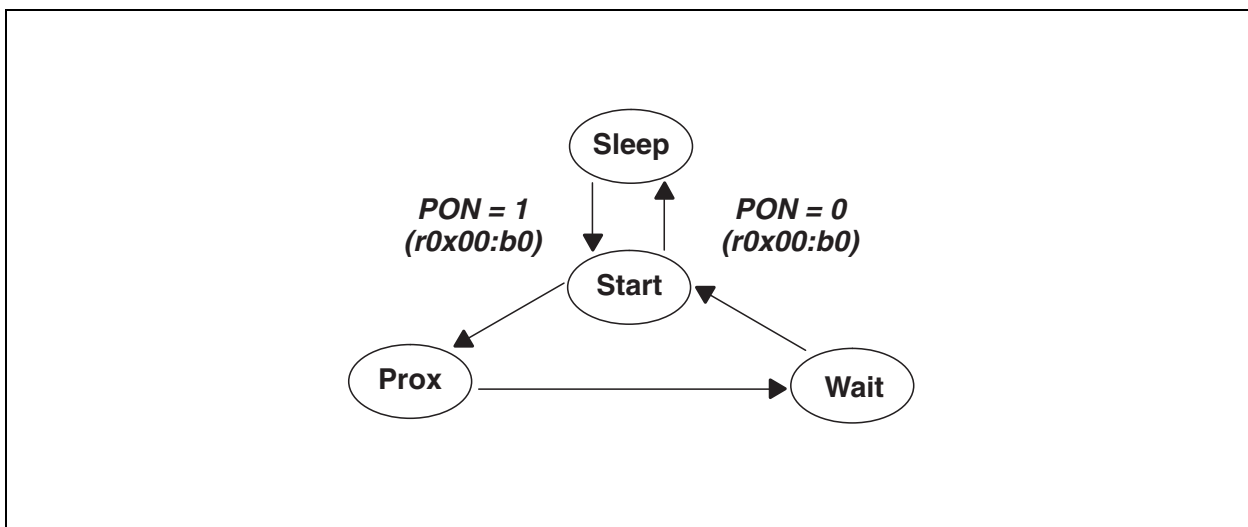 Sleep
PON = 1
(r0x00:b0)
PON = 0
(r0x00:b0)
Start
Prox
Wait